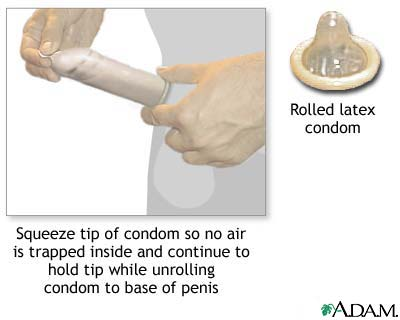 Rolled latex
condom
Squeeze tip of condom so no air
is trapped inside and continue to
hold tip while unrolling
condom to base of penis
ADAM.